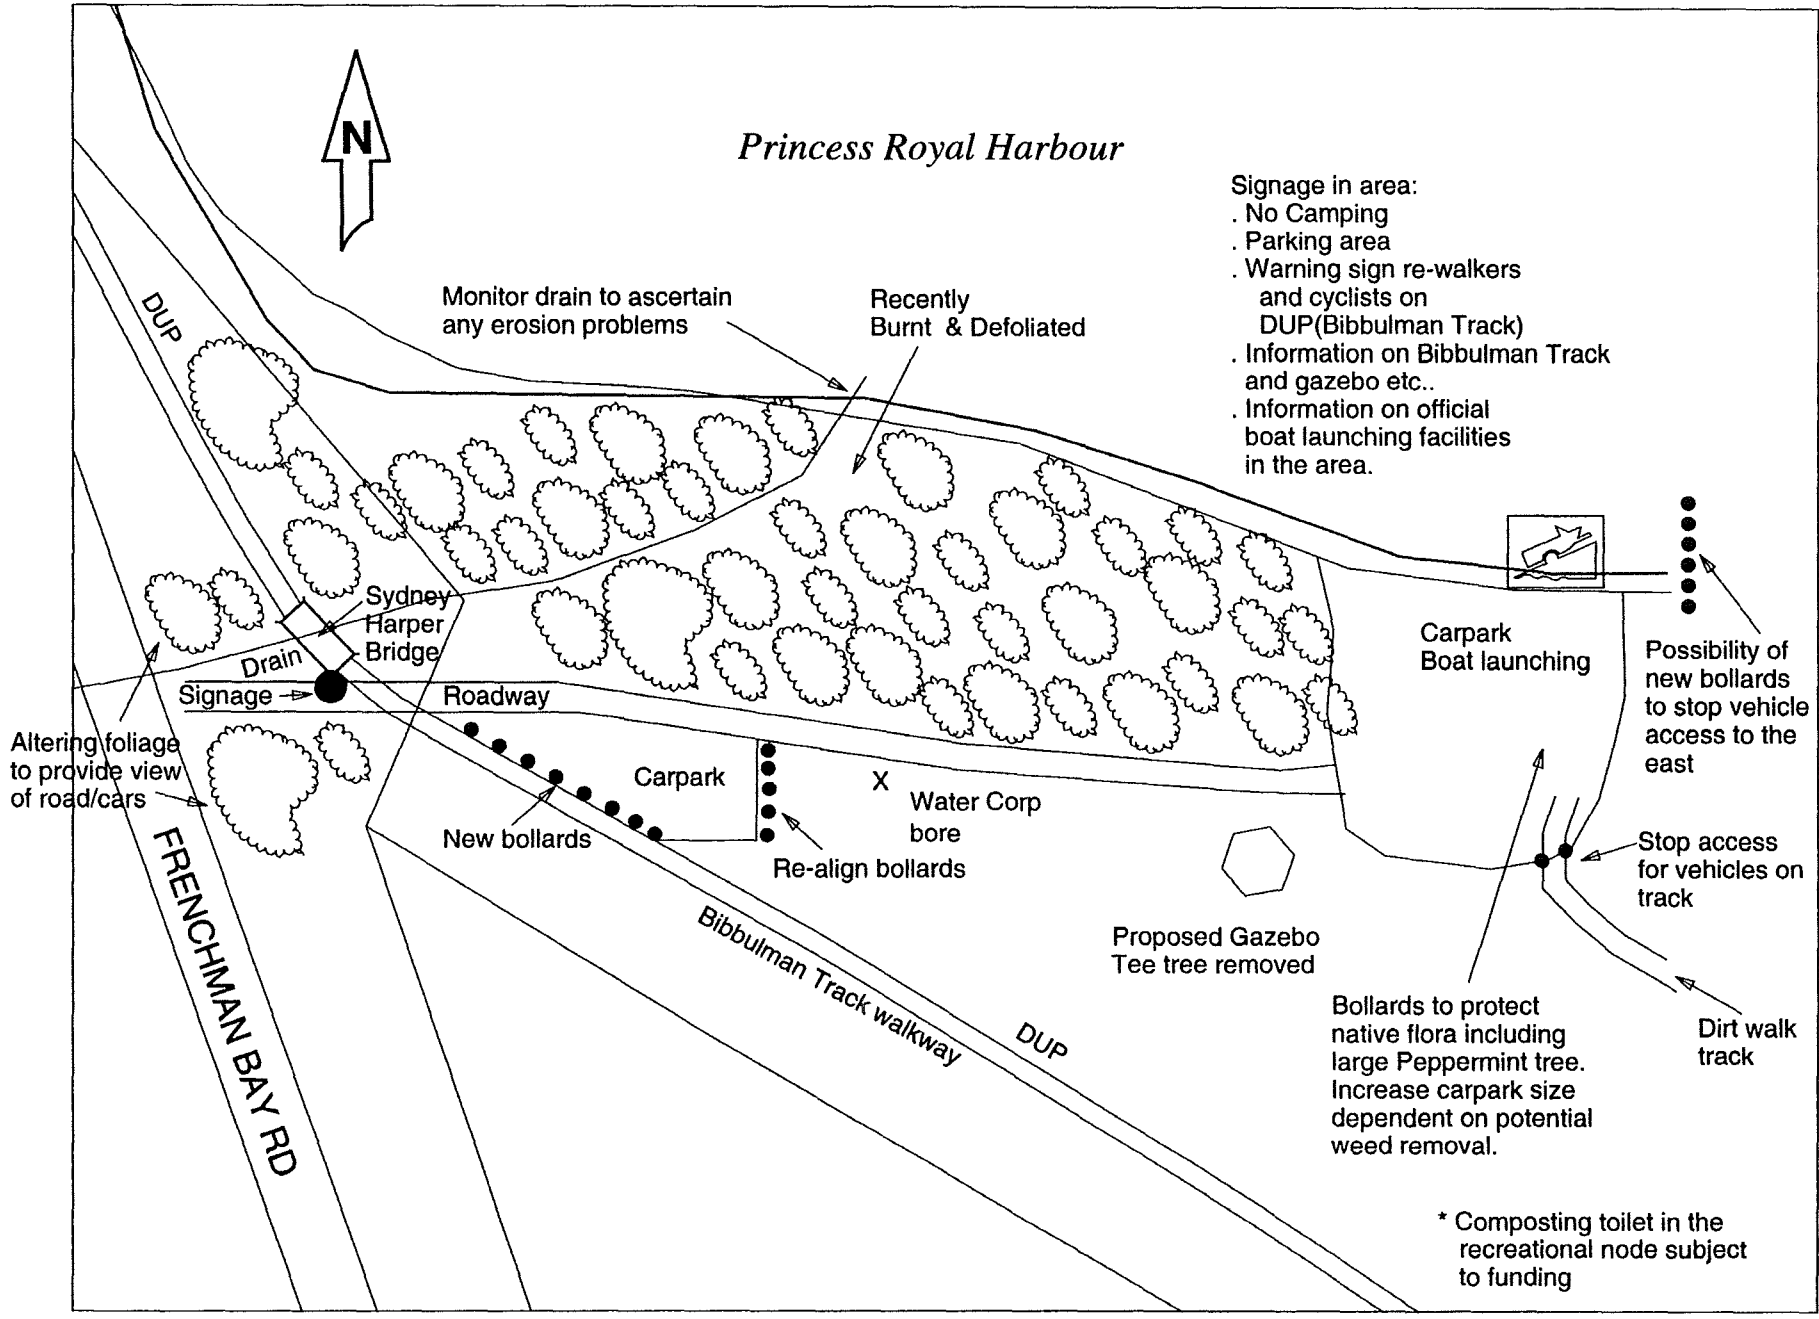 N
Princess Royal Harbour
Signage in area:
. No Camping
. Parking area
. Warning sign re-walkers
and cyclists on
DUP(Bibbulman Track)
. Information on Bibbulman Track
and gazebo etc..
. Information on official
boat launching facilities
in the area.
DUP
Monitor drain to ascertain
any erosion problems
Recently
Burnt & Defoliated
Sydney
Harper
Bridge
Drain
Signage
Roadway
Carpark
Boat launching
Possibility of
new bollards
to stop vehicle
access to the
east
Altering foliage
to provide view
of road/cars
Carpark
X
Water Corp
bore
New bollards
Re-align bollards
Stop access
for vehicles on
track
FRENCHMAN BAY RD
Bibbulman Track walkway
DUP
Proposed Gazebo
Tee tree removed
Bollards to protect
native flora including
large Peppermint tree.
Increase carpark size
dependent on potential
weed removal.
Dirt walk
track
* Composting toilet in the
recreational node subject
to funding